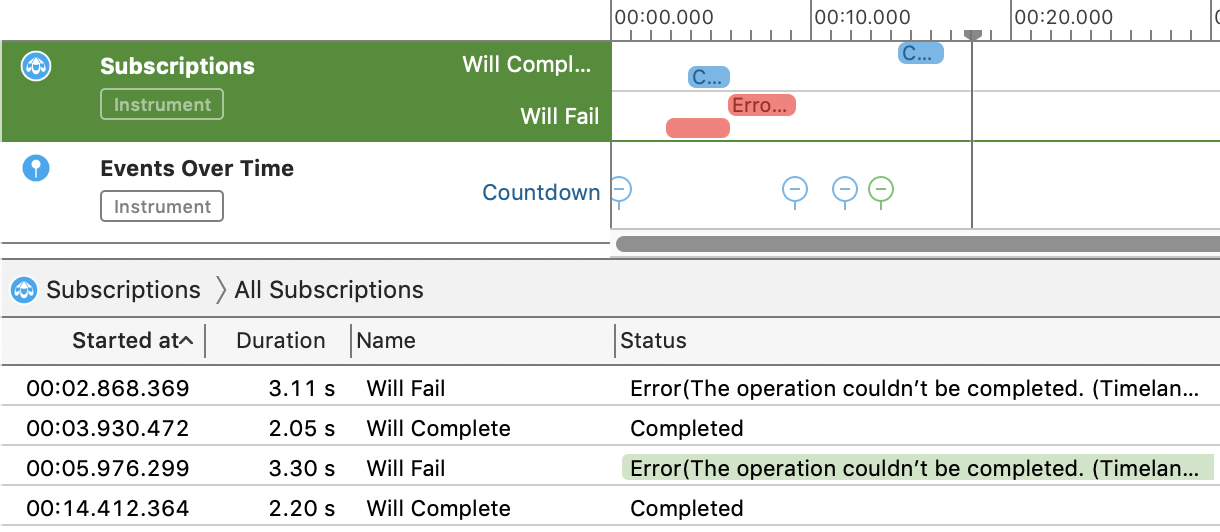 00:00.000 00:10.000 00:20.000
Subscriptions
Instrument
Will Compl...
C...
C...
Will Fail
Erro...
Events Over Time
Instrument
Countdown
Subscriptions All Subscriptions
Started at Duration Name Status
00:02.868.369 3.11 s Will Fail Error(The operation couldn’t be completed. (Timelan...
00:03.930.472 2.05 s Will Complete Completed
00:05.976.299 3.30 s Will Fail Error(The operation couldn’t be completed. (Timelan...
00:14.412.364 2.20 s Will Complete Completed